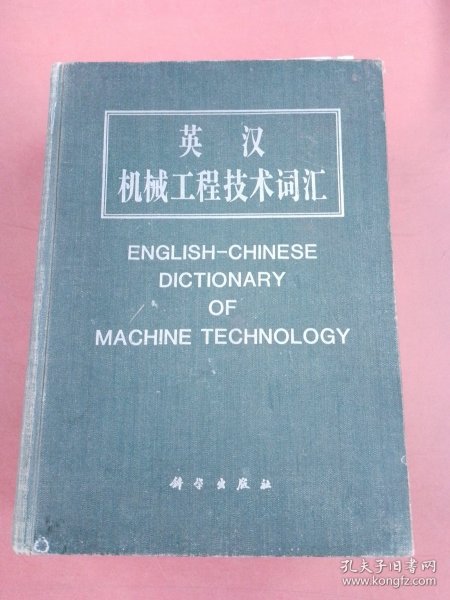 英 汉
机械工程技术词汇
ENGLISH-CHINESE
DICTIONARY
OF
MACHINE TECHNOLOGY
科学出版社
孔夫子旧书网
www.kongfz.com